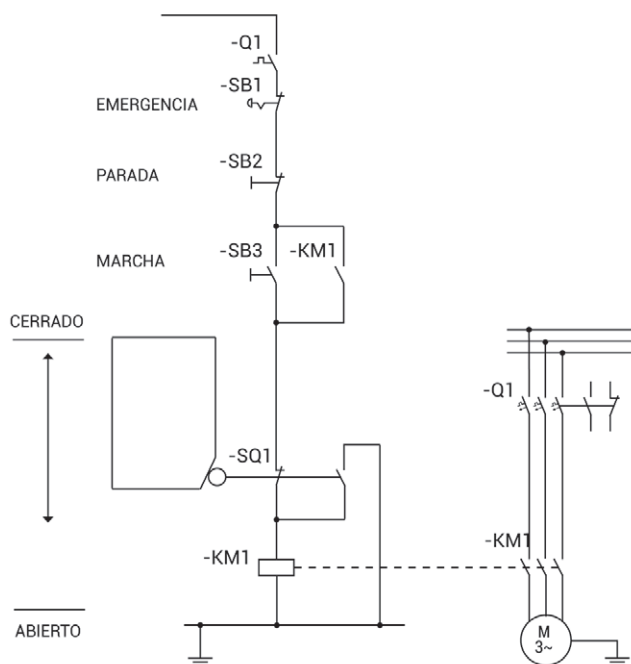 -Q1
-SB1
EMERGENCIA
-SB2
PARADA
-SB3
-KM1
MARCHA
CERRADO
-Q1
-SQ1
-KM1
-KM1
ABIERTO
M
3~